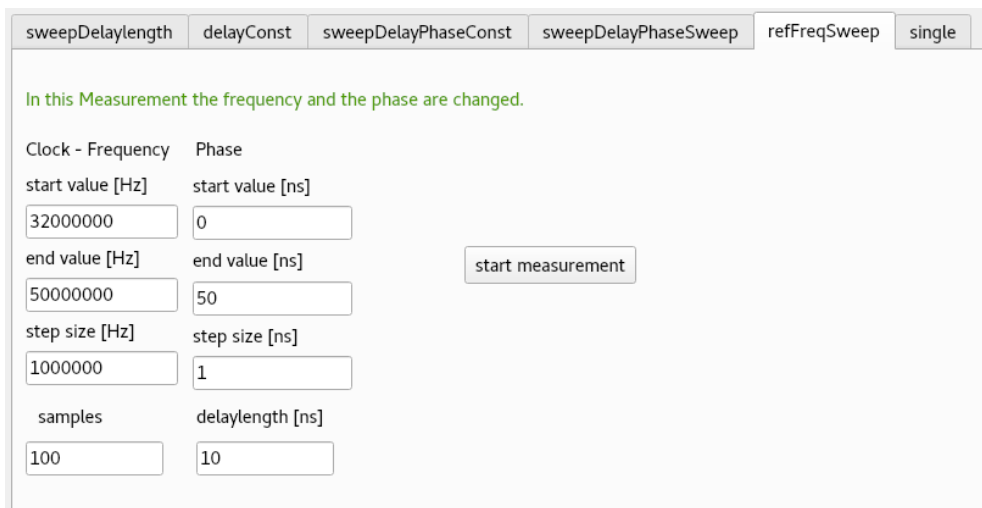 sweepDelaylength delayConst sweepDelayPhaseConst sweepDelayPhaseSweep refFreqSweep single
In this Measurement the frequency and the phase are changed.
Clock - Frequency Phase
start value [Hz] start value [ns]
32000000 0
end value [Hz] end value [ns]
start measurement
50000000 50
step size [Hz] step size [ns]
1000000 1
samples delaylength [ns]
100 10